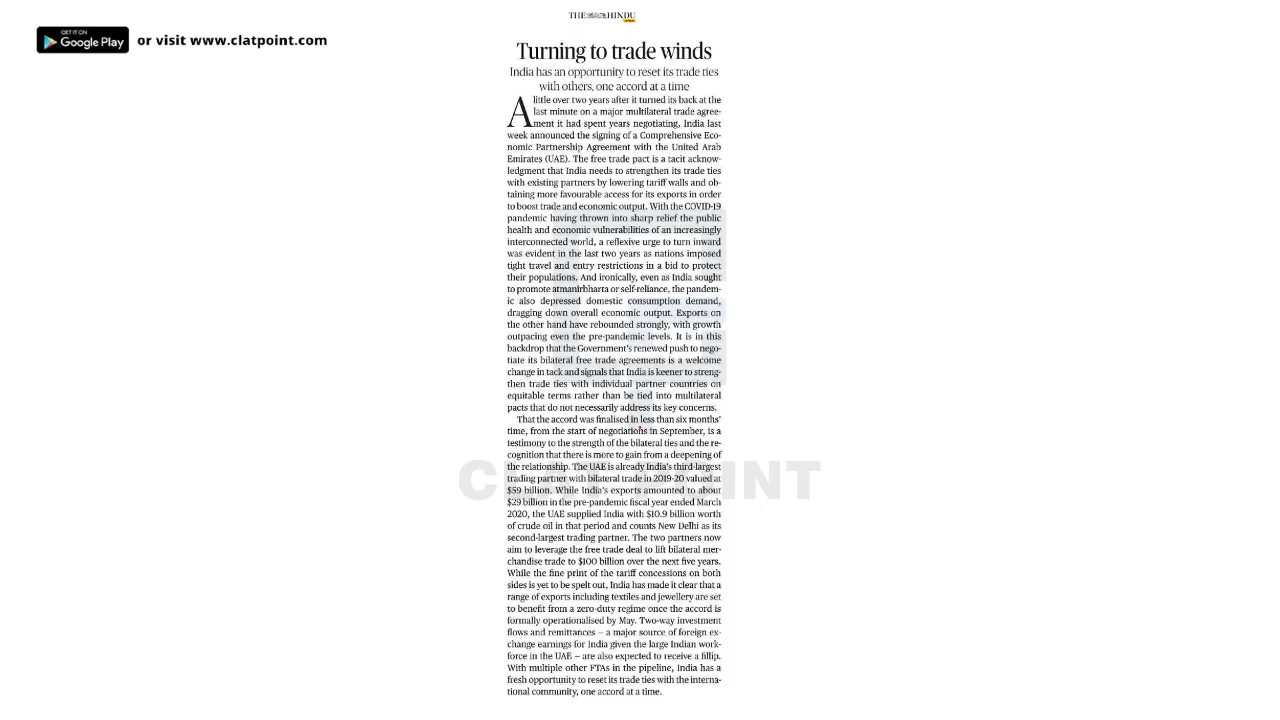 THE HINDU
GET IT ON
Google Play
or visit www.clatpoint.com
Turning to trade winds
India has an opportunity to reset its trade ties
with others, one accord at a time
A little over two years after it turned its back at the
last minute on a major multilateral trade agree-
ment it had spent years negotiating, India last
week announced the signing of a Comprehensive Eco-
nomic Partnership Agreement with the United Arab
Emirates (UAE). The free trade pact is a tacit acknow-
ledgment that India needs to strengthen its trade ties
with existing partners by lowering tariff walls and ob-
taining more favourable access for its exports in order
to boost trade and economic output. With the COVID-19
pandemic having thrown into sharp relief the public
health and economic vulnerabilities of an increasingly
interconnected world, a reflexive urge to turn inward
was evident in the last two years as nations imposed
tight travel and entry restrictions in a bid to protect
their populations. And ironically, even as India sought
to promote atmanirbharta or self-reliance, the pandem-
ic also depressed domestic consumption demand,
dragging down overall economic output. Exports on
the other hand have rebounded strongly, with growth
outpacing even the pre-pandemic levels. It is in this
backdrop that the Government's renewed push to nego-
tiate its bilateral free trade agreements is a welcome
change in tack and signals that India is keener to streng-
then trade ties with individual partner countries on
equitable terms rather than be tied into multilateral
pacts that do not necessarily address its key concerns.
That the accord was finalised in less than six months'
time, from the start of negotiations in September, is a
testimony to the strength of the bilateral ties and the re-
cognition that there is more to gain from a deepening of
the relationship. The UAE is already India's third-largest
trading partner with bilateral trade in 2019-20 valued at
$59 billion. While India's exports amounted to about
$29 billion in the pre-pandemic fiscal year ended March
2020, the UAE supplied India with $10.9 billion worth
of crude oil in that period and counts New Delhi as its
second-largest trading partner. The two partners now
aim to leverage the free trade deal to lift bilateral mer-
chandise trade to $100 billion over the next five years.
While the fine print of the tariff concessions on both
sides is yet to be spelt out, India has made it clear that a
range of exports including textiles and jewellery are set
to benefit from a zero-duty regime once the accord is
formally operationalised by May. Two-way investment
flows and remittances – a major source of foreign ex-
change earnings for India given the large Indian work-
force in the UAE – are also expected to receive a fillip.
With multiple other FTAs in the pipeline, India has a
fresh opportunity to reset its trade ties with the interna-
tional community, one accord at a time.